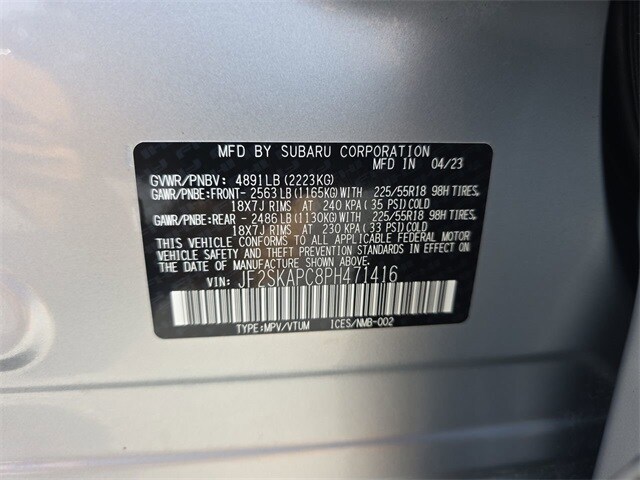 MFD BY SUBARU CORPORATION
MFD IN 04/23
GVWR/PNBV: 4891LB(2223KG)
GAWR/PNBE:FRONT-2563LB(1165KG)WITH 225/55R18 98H TIRES,
18X7J RIMS AT 240 KPA(35 PSI)COLD
GAWR/PNBE:REAR -2486LB(1130KG)WITH 225/55R18 98H TIRES,
18X7J RIMS AT 230 KPA (33 PSI)COLD
THIS VEHICLE CONFORMS TO ALL APPLICABLE FEDERAL MOTOR
VEHICLE SAFETY AND THEFT PREVENTION STANDARDS IN EFFECT
ON THE DATE OF MANUFACTURE SHOWN ABOVE.
VIN: JF2SKAPC8PH471416
TYPE:MPV/VTUM ICES/NMB-002